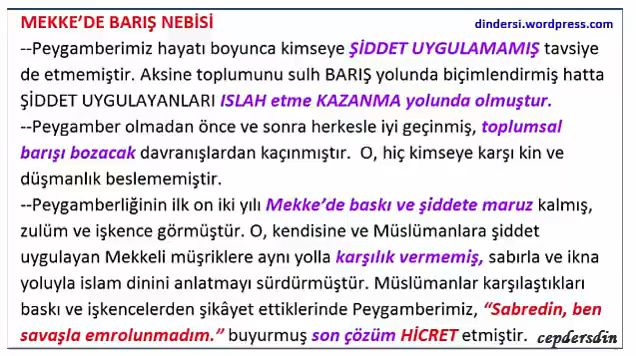 MEKKE’DE BARIŞ NEBİSİ
dindersi.wordpress.com
--Peygamberimiz hayatı boyunca kimseye ŞİDDET UYGULAMAMIŞ tavsiye
de etmemiştir. Aksine toplumunu sulh BARIŞ yolunda biçimlendirmiş hatta
ŞİDDET UYGULAYANLARI ISLAH etme KAZANMA yolunda olmuştur.
--Peygamber olmadan önce ve sonra herkesle iyi geçinmiş, toplumsal
barışı bozacak davranışlardan kaçınmıştır. O, hiç kimseye karşı kin ve
düşmanlık beslememiştir.
--Peygamberliğinin ilk on iki yılı Mekke’de baskı ve şiddete maruz kalmış,
zulüm ve işkence görmüştür. O, kendisine ve Müslümanlara şiddet
uygulayan Mekkeli müşriklere aynı yolla karşılık vermemiş, sabırla ve ikna
yoluyla islam dinini anlatmayı sürdürmüştür. Müslümanlar karşılaştıkları
baskı ve işkencelerden şikâyet ettiklerinde Peygamberimiz, “Sabredin, ben
savaşla emrolunmadım.” buyurmuş son çözüm HİCRET etmiştir. cepdersdin